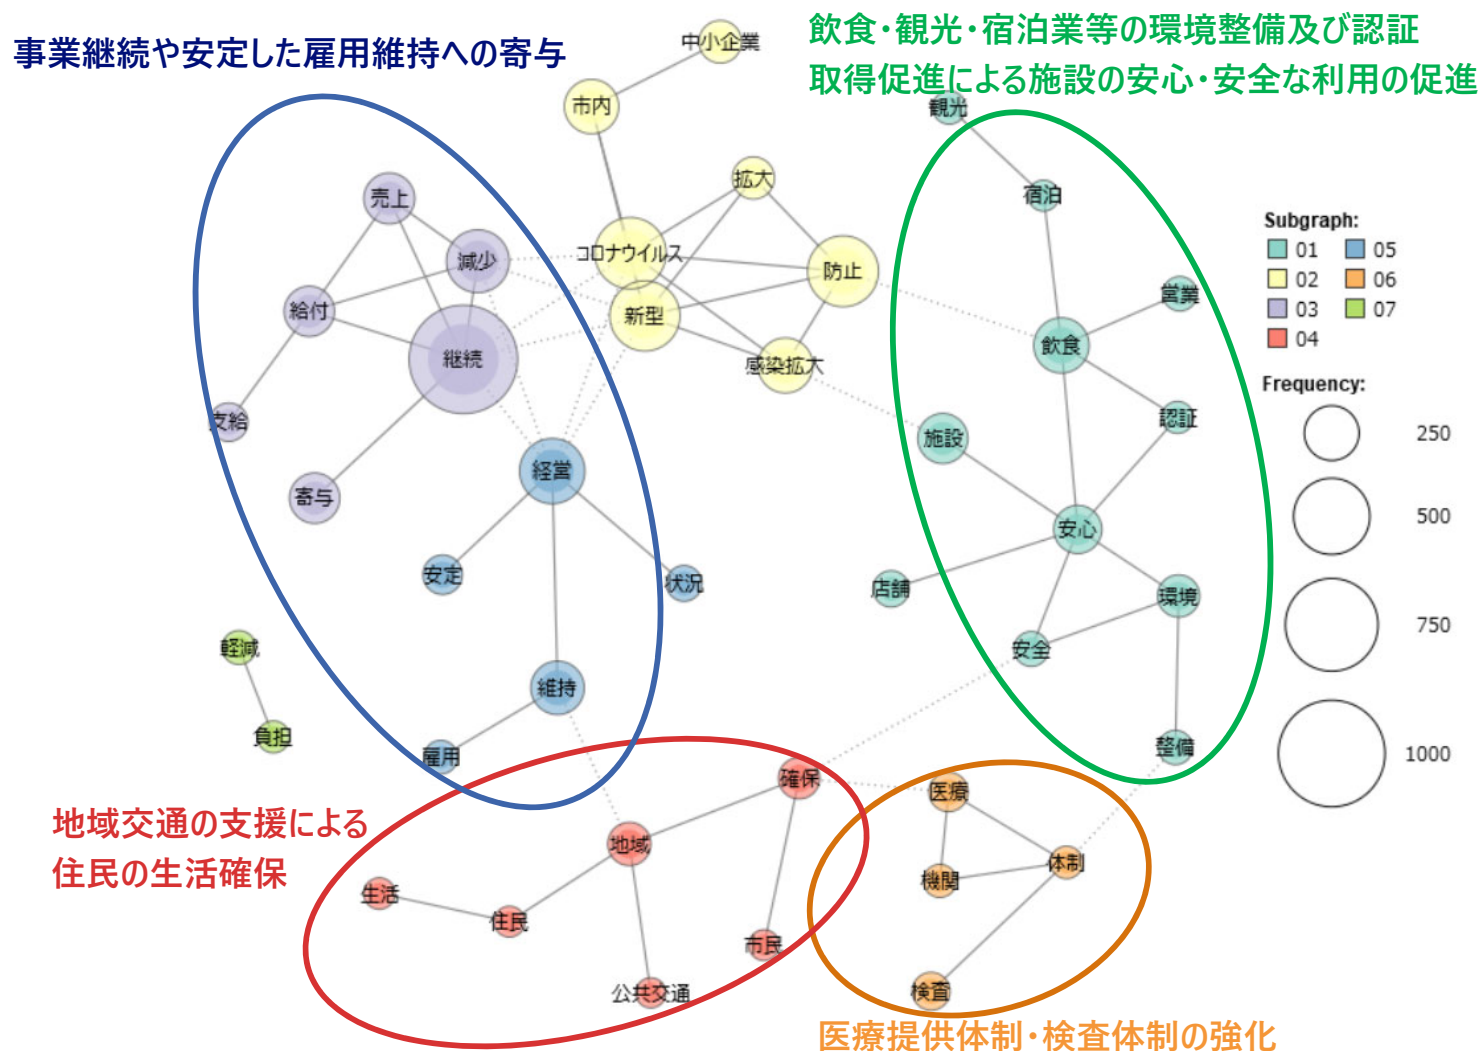 事業継続や安定した雇用維持への寄与
飲食・観光・宿泊業等の環境整備及び認証
取得促進による施設の安心・安全な利用の促進
中小企業
市内
観光
拡大
宿泊
売上
コロナウイルス
減少
防止
営業
給付
新型
飲食
継続
感染拡大
支給
認証
施設
経営
寄与
安心
安定
状況
店舗
環境
軽減
安全
維持
負担
雇用
整備
確保
医療
地域
体制
機関
生活
住民
市民
公共交通
検査
Subgraph:
01 05
02 06
03 07
04
Frequency:
250
500
750
1000
地域交通の支援による
住民の生活確保
医療提供体制・検査体制の強化